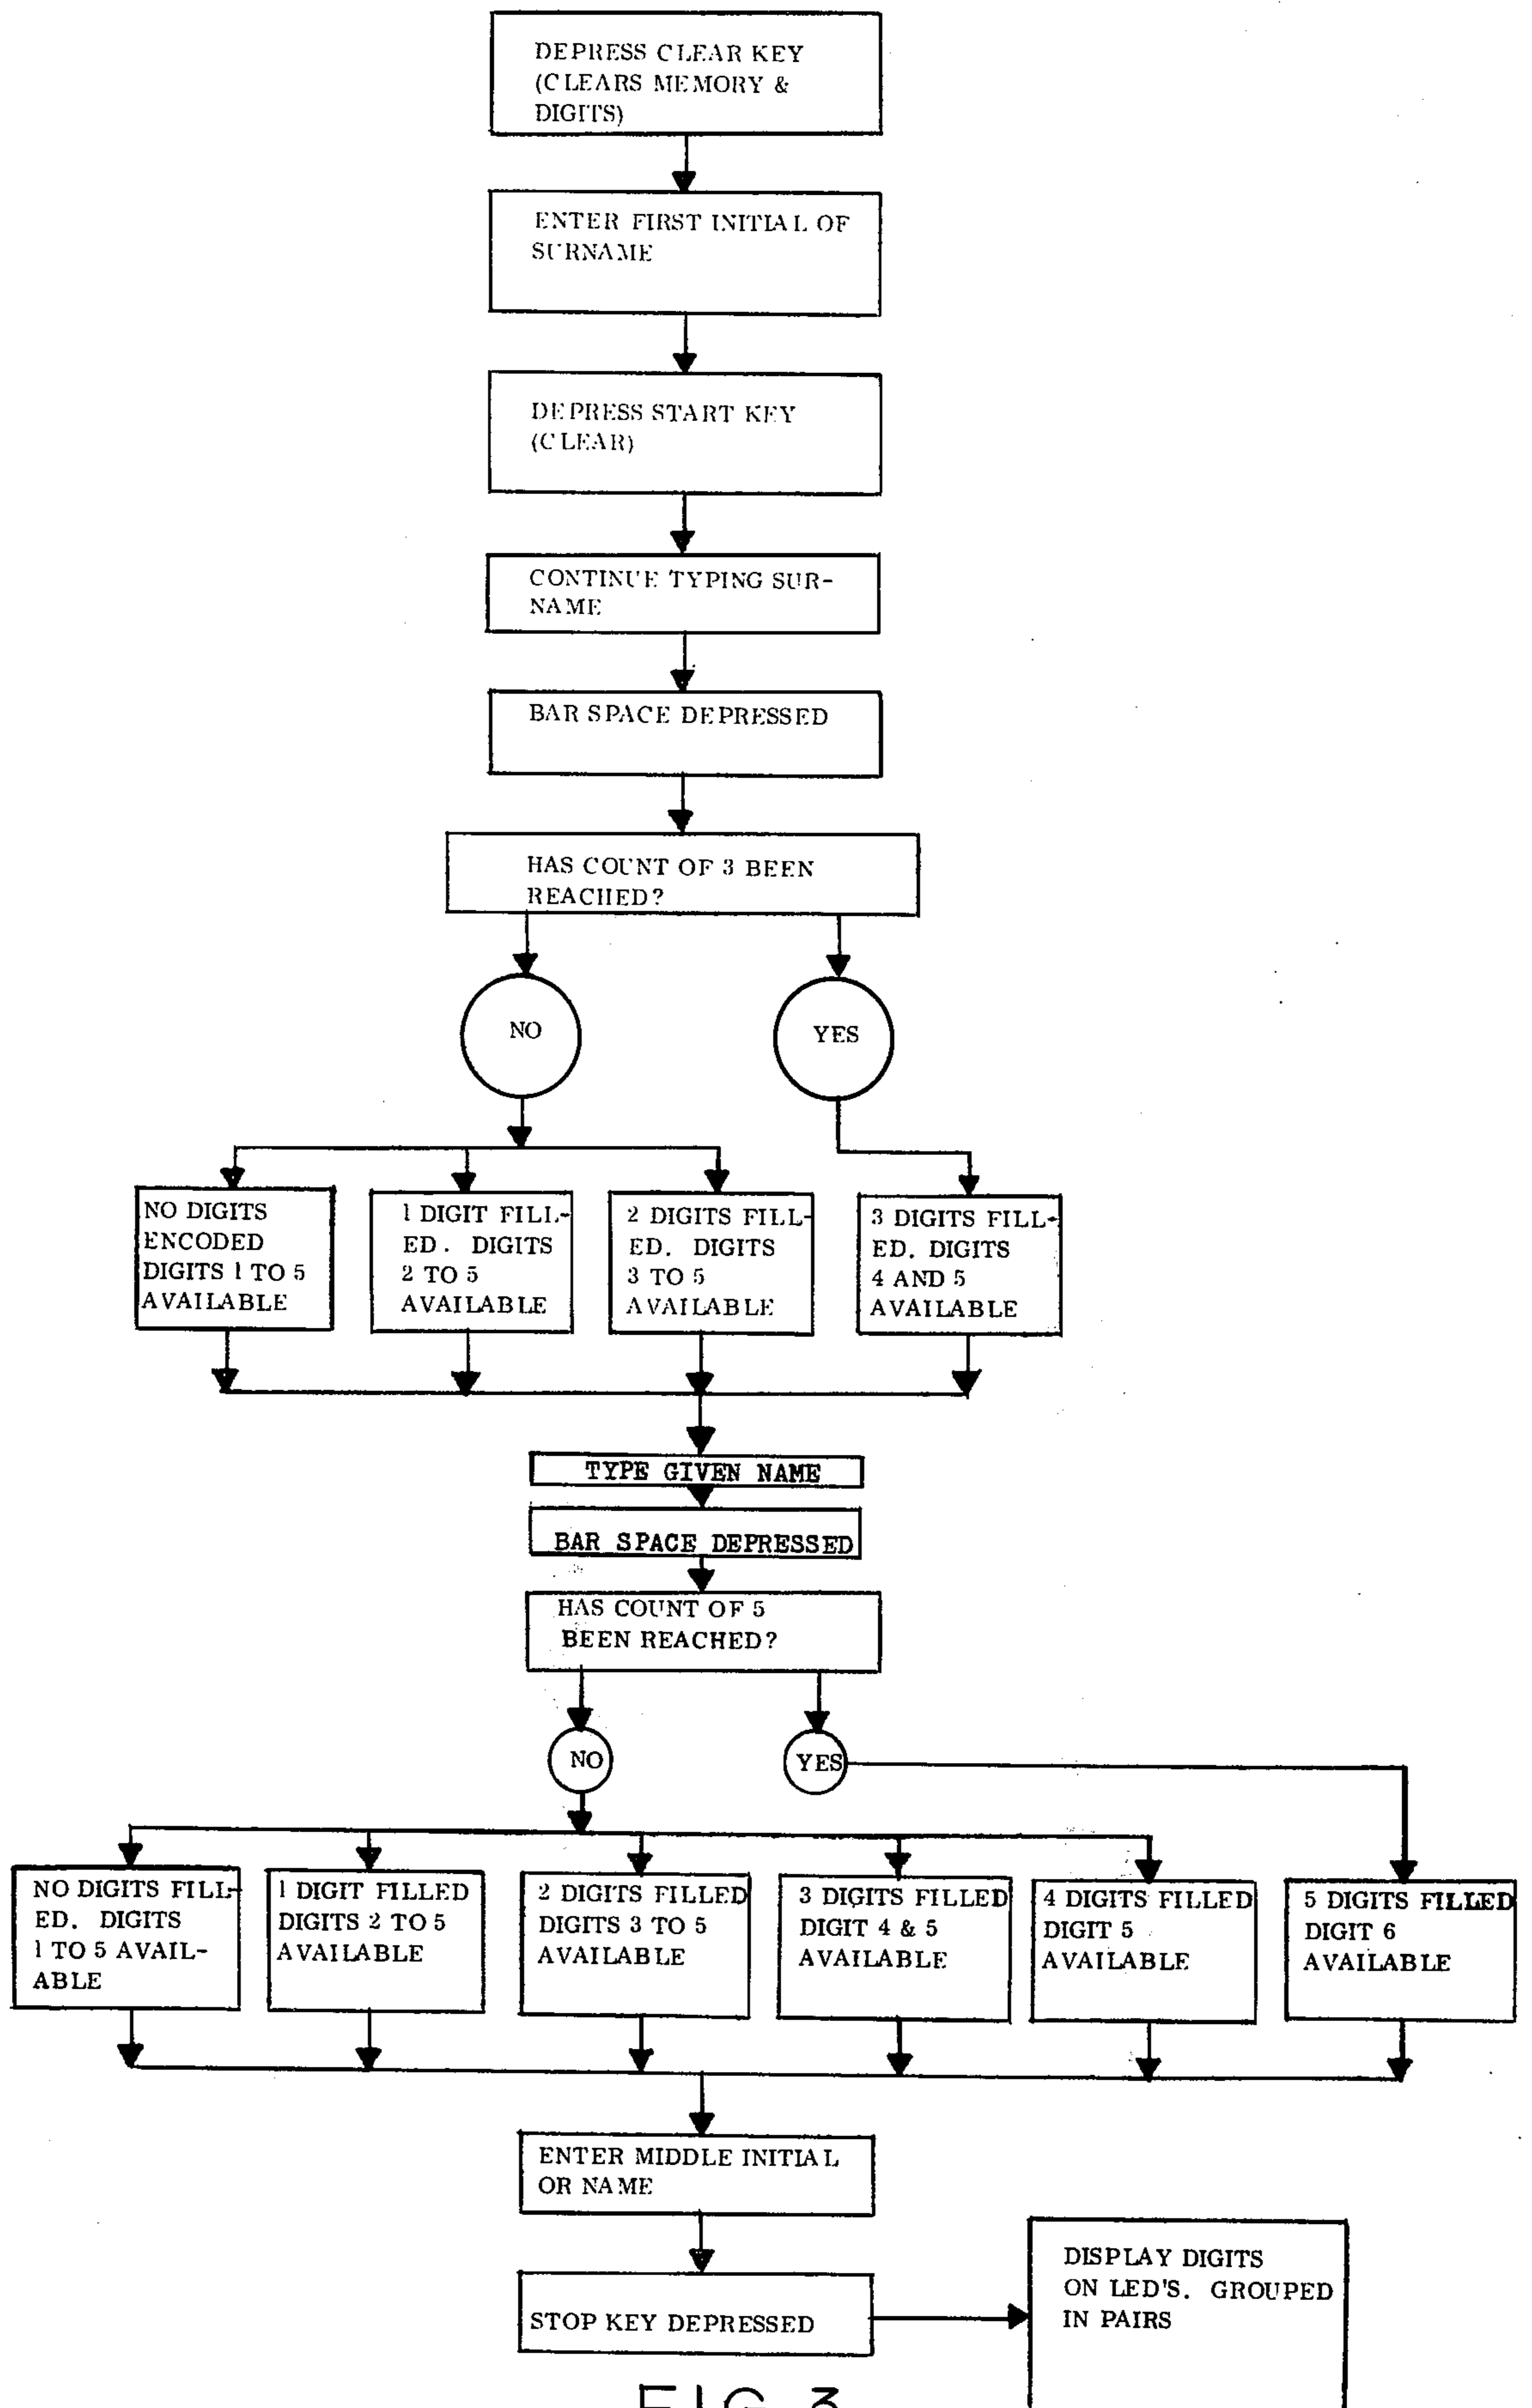 DEPRESS CLEAR KEY
(CLEARS MEMORY &
DIGITS)
ENTER FIRST INITIAL OF
SURNAME
DEPRESS START KEY
(CLEAR)
CONTINUE TYPING SUR-
NAME
BAR SPACE DEPRESSED
HAS COUNT OF 3 BEEN
REACHED?
NO
YES
NO DIGITS
ENCODED
DIGITS 1 TO 5
AVAILABLE
1 DIGIT FILL-
ED. DIGITS
2 TO 5
AVAILABLE
2 DIGITS FILL-
ED. DIGITS
3 TO 5
AVAILABLE
3 DIGITS FILL-
ED. DIGITS
4 AND 5
AVAILABLE
TYPE GIVEN NAME
BAR SPACE DEPRESSED
HAS COUNT OF 5
BEEN REACHED?
NO
YES
NO DIGITS FILL-
ED. DIGITS
1 TO 5 AVAIL-
ABLE
1 DIGIT FILLED
DIGITS 2 TO 5
AVAILABLE
2 DIGITS FILLED
DIGITS 3 TO 5
AVAILABLE
3 DIGITS FILLED
DIGIT 4 & 5
AVAILABLE
4 DIGITS FILLED
DIGIT 5
AVAILABLE
5 DIGITS FILLED
DIGIT 6
AVAILABLE
ENTER MIDDLE INITIAL
OR NAME
STOP KEY DEPRESSED
DISPLAY DIGITS
ON LED'S. GROUPED
IN PAIRS
FIG. 3